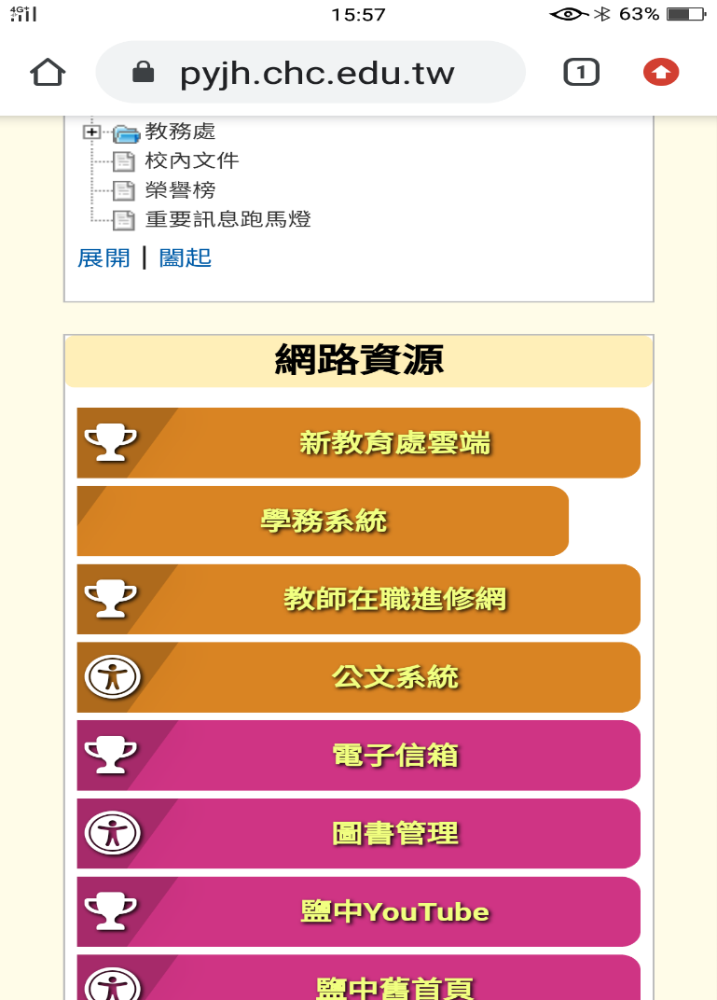 4G+
15:57
63%
pyjh.chc.edu.tw
1
教務處
校內文件
榮譽榜
重要訊息跑馬燈
展開 | 闔起
網路資源
新教育處雲端
學務系統
教師在職進修網
公文系統
電子信箱
圖書管理
鹽中YouTube
鹽中舊首頁